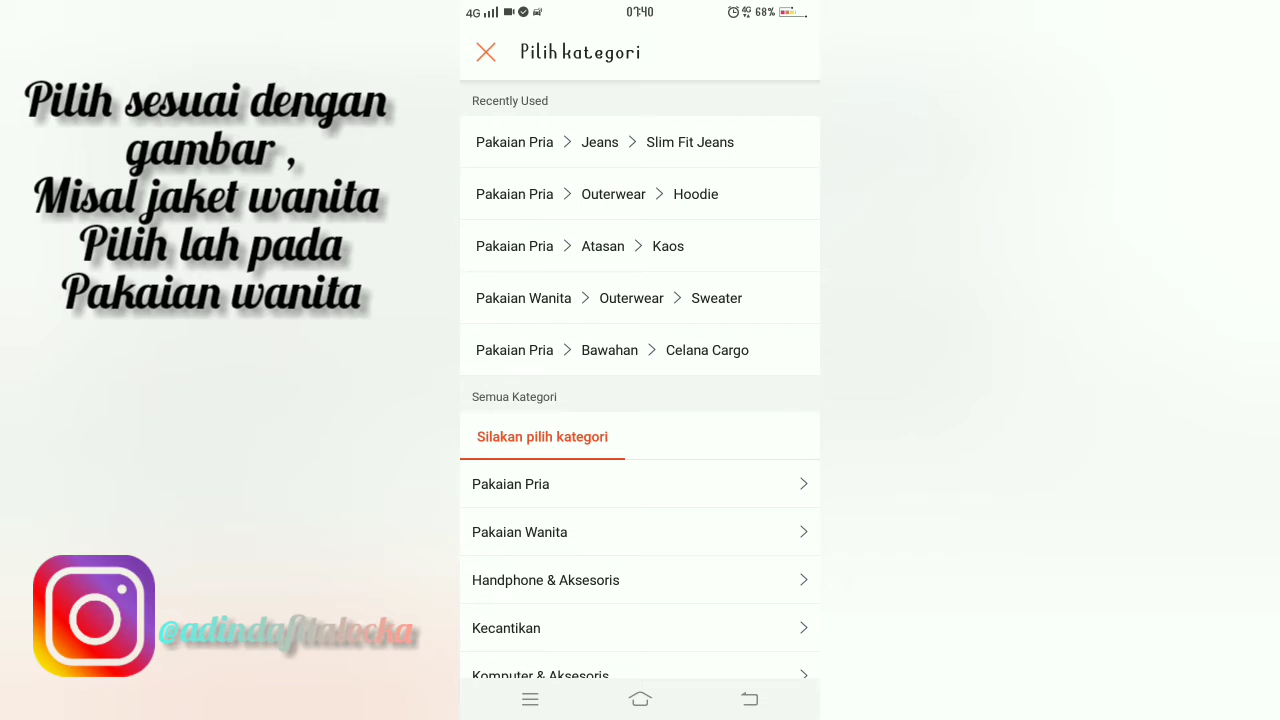 4G 07:40 4G 68%
Pilih kategori
Pilih sesuai dengan
gambar ,
Misal jaket wanita
Pilih lah pada
Pakaian wanita
Recently Used
Pakaian Pria > Jeans > Slim Fit Jeans
Pakaian Pria > Outerwear > Hoodie
Pakaian Pria > Atasan > Kaos
Pakaian Wanita > Outerwear > Sweater
Pakaian Pria > Bawahan > Celana Cargo
Semua Kategori
Silakan pilih kategori
Pakaian Pria
Pakaian Wanita
Handphone & Aksesoris
Kecantikan
Komputer & Aksesoris